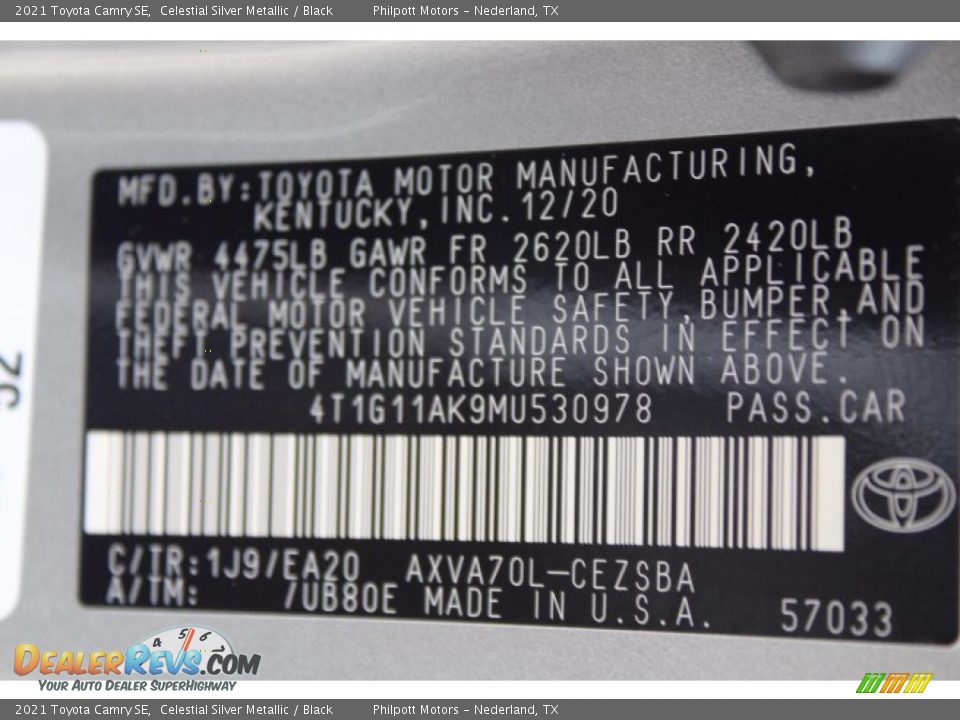 2021 Toyota Camry SE, Celestial Silver Metallic / Black Philpott Motors - Nederland, TX
MFD.BY:TOYOTA MOTOR MANUFACTURING,
KENTUCKY,INC.12/20
GVWR 4475LB GAWR FR 2620LB RR 2420LB
THIS VEHICLE CONFORMS TO ALL APPLICABLE
FEDERAL MOTOR VEHICLE SAFETY,BUMPER,AND
THEFT PREVENTION STANDARDS IN EFFECT ON
THE DATE OF MANUFACTURE SHOWN ABOVE.
4T1G11AK9MU530978 PASS.CAR
C/TR:1J9/EA20 AXVA70L-CEZSBA
A/TM: /UB80E MADE IN U.S.A.
57033
4 5 6
DEALERREVS.COM
YOUR AUTO DEALER SUPERHIGHWAY
2021 Toyota Camry SE, Celestial Silver Metallic / Black Philpott Motors - Nederland, TX